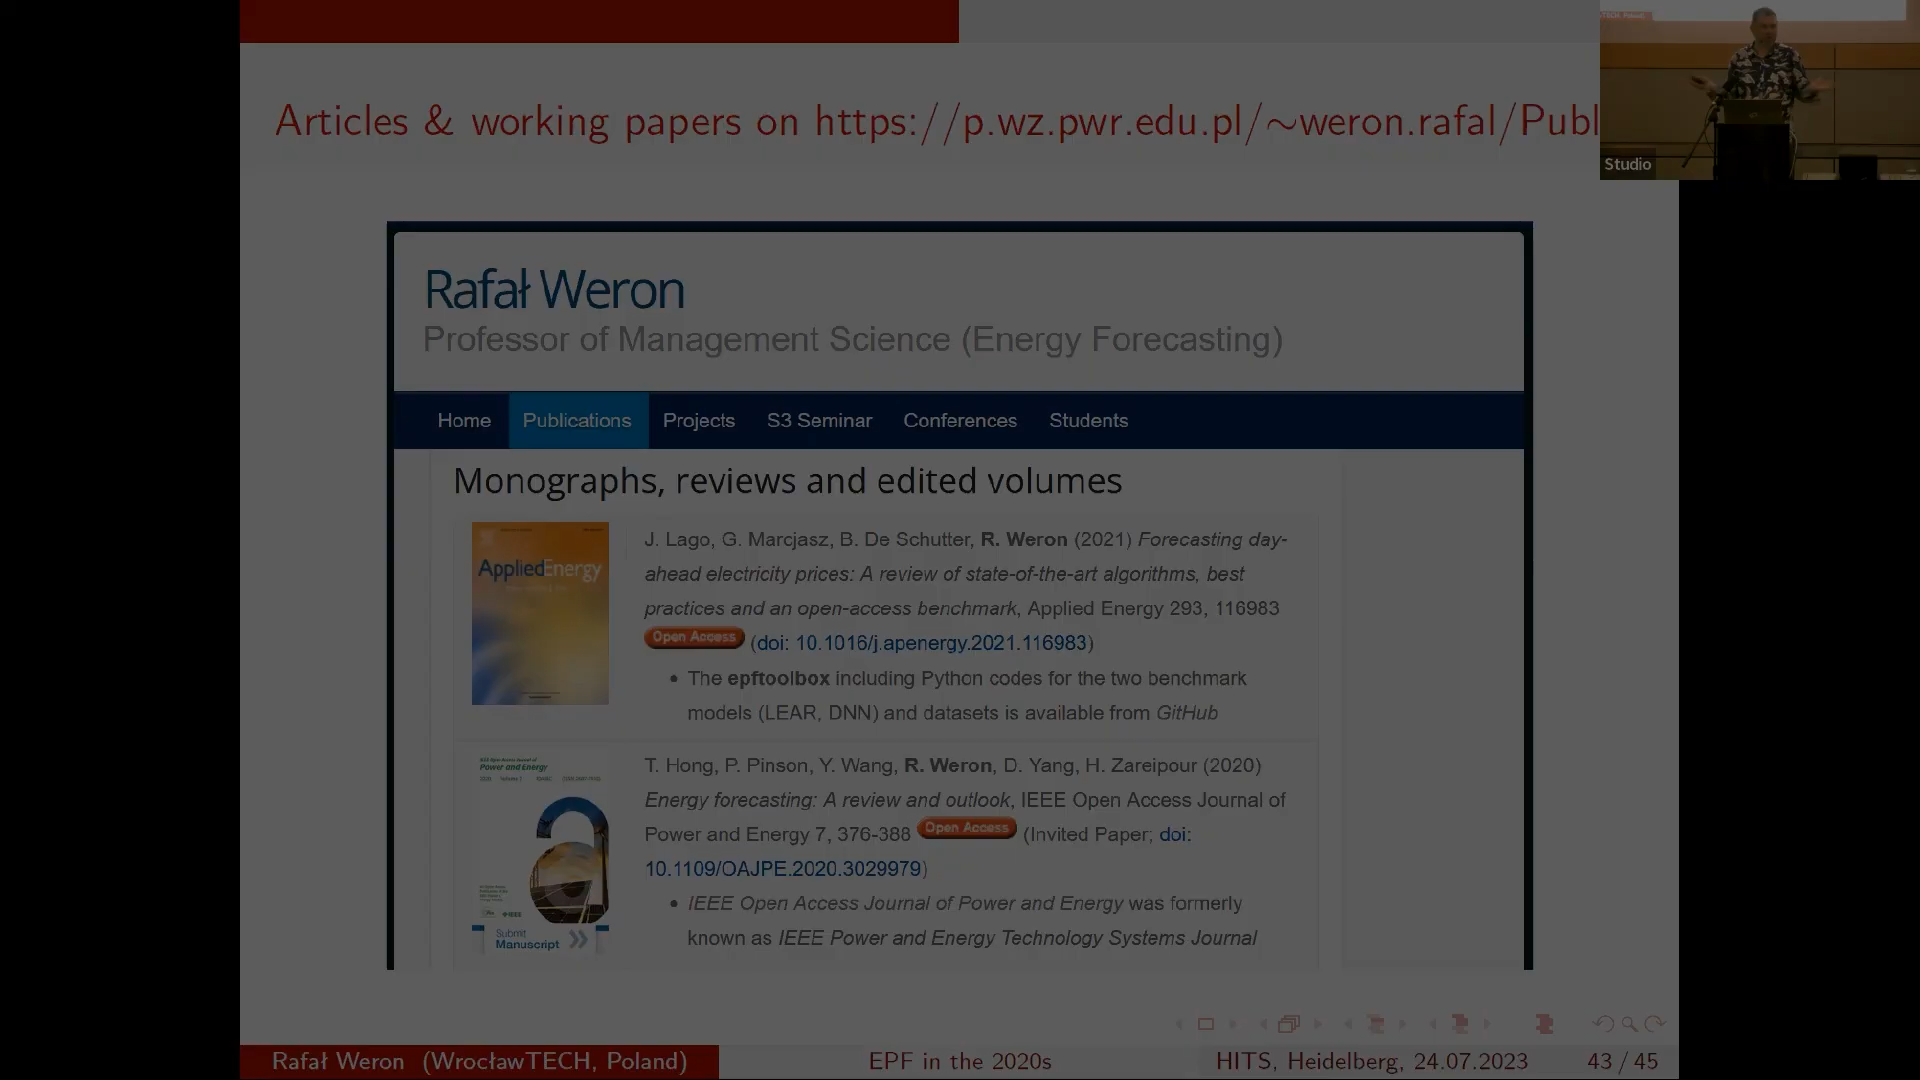 Articles & working papers on https://p.wz.pwr.edu.pl/~weron.rafal/Publ
Studio
Rafał Weron
Professor of Management Science (Energy Forecasting)
Home Publications Projects S3 Seminar Conferences Students
Monographs, reviews and edited volumes
AppliedEnergy
J. Lago, G. Marcjasz, B. De Schutter, R. Weron (2021) Forecasting day-
ahead electricity prices: A review of state-of-the-art algorithms, best
practices and an open-access benchmark, Applied Energy 293, 116983
Open Access (doi: 10.1016/j.apenergy.2021.116983)
• The epftoolbox including Python codes for the two benchmark
models (LEAR, DNN) and datasets is available from GitHub
Power and Energy
Submit
Manuscript
T. Hong, P. Pinson, Y. Wang, R. Weron, D. Yang, H. Zareipour (2020)
Energy forecasting: A review and outlook, IEEE Open Access Journal of
Power and Energy 7, 376-388 Open Access (Invited Paper; doi:
10.1109/OAJPE.2020.3029979)
• IEEE Open Access Journal of Power and Energy was formerly
known as IEEE Power and Energy Technology Systems Journal
Rafał Weron (WrocławTECH, Poland) EPF in the 2020s HITS, Heidelberg, 24.07.2023 43 / 45